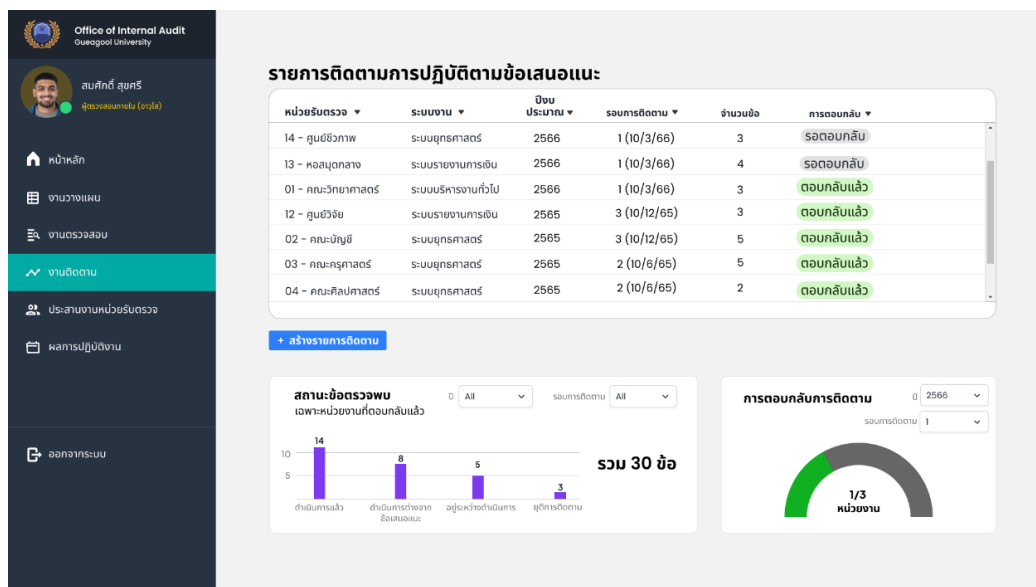 Office of Internal Audit
Gueagool University
สมศักดิ์ สุขศรี
ผู้ตรวจสอบภายใน (อาวุโส)
หน้าหลัก
งานวางแผน
งานตรวจสอบ
งานติดตาม
ประสานงานหน่วยรับตรวจ
ผลการปฏิบัติงาน
ออกจากระบบ
รายการติดตามการปฏิบัติตามข้อเสนอแนะ
หน่วยรับตรวจ ระบบงาน ปีงบประมาณ รอบการติดตาม จำนวนข้อ การตอบกลับ
14 - ศูนย์ชีวภาพ ระบบยุทธศาสตร์ 2566 1 (10/3/66) 3 รอตอบกลับ
13 - หอสมุดกลาง ระบบรายงานการเงิน 2566 1 (10/3/66) 4 รอตอบกลับ
01 - คณะวิทยาศาสตร์ ระบบบริหารงานทั่วไป 2566 1 (10/3/66) 3 ตอบกลับแล้ว
12 - ศูนย์วิจัย ระบบรายงานการเงิน 2565 3 (10/12/65) 3 ตอบกลับแล้ว
02 - คณะบัญชี ระบบยุทธศาสตร์ 2565 3 (10/12/65) 5 ตอบกลับแล้ว
03 - คณะครุศาสตร์ ระบบยุทธศาสตร์ 2565 2 (10/6/65) 5 ตอบกลับแล้ว
04 - คณะศิลปศาสตร์ ระบบยุทธศาสตร์ 2565 2 (10/6/65) 2 ตอบกลับแล้ว
+ สร้างรายการติดตาม
สถานะข้อตรวจพบ ปี All รอบการติดตาม All
เฉพาะหน่วยงานที่ตอบกลับแล้ว
14
10
8
5
5
3
ดำเนินการแล้ว ดำเนินการต่างจากข้อเสนอแนะ อยู่ระหว่างดำเนินการ ยุติการติดตาม
รวม 30 ข้อ
การตอบกลับการติดตาม ปี 2566
รอบการติดตาม 1
1/3
หน่วยงาน